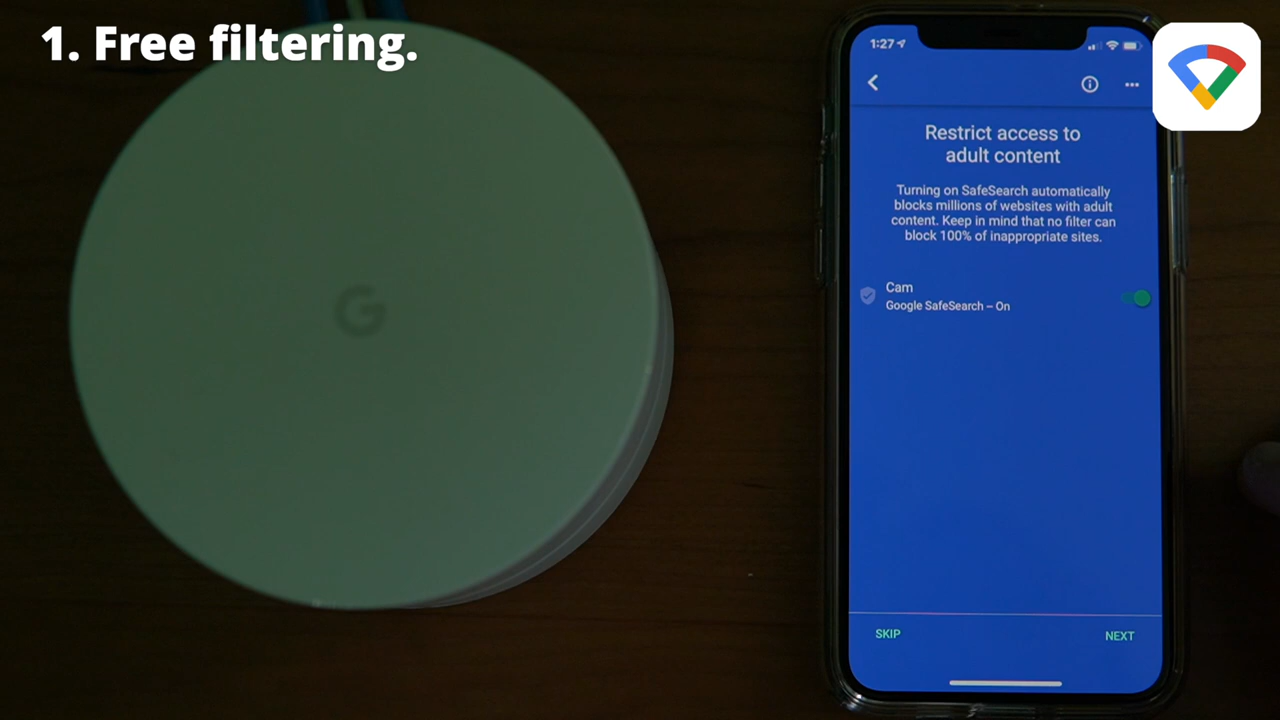 1. Free filtering.
G
1:27
Restrict access to
adult content
Turning on SafeSearch automatically
blocks millions of websites with adult
content. Keep in mind that no filter can
block 100% of inappropriate sites.
Cam
Google SafeSearch – On
SKIP
NEXT